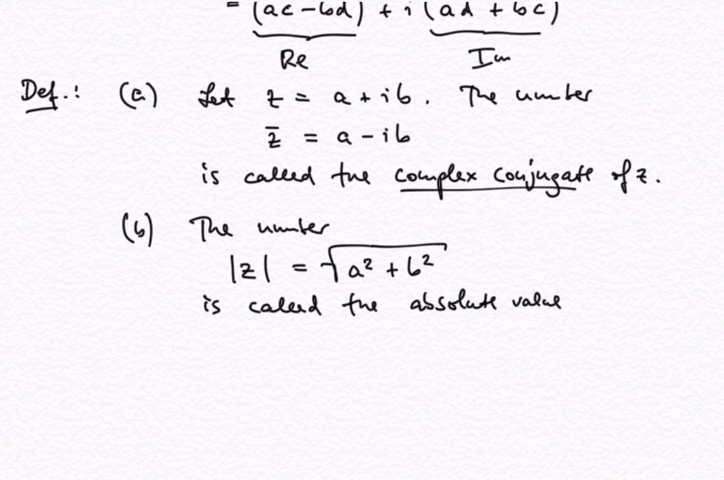 = (ac - bd) + i (ad + bc)
Re Im
Def.: (a) Let z = a + ib. The number
z̄ = a - ib
is called the complex conjugate of z.
(b) The number
|z| = √(a² + b²)
is called the absolute value